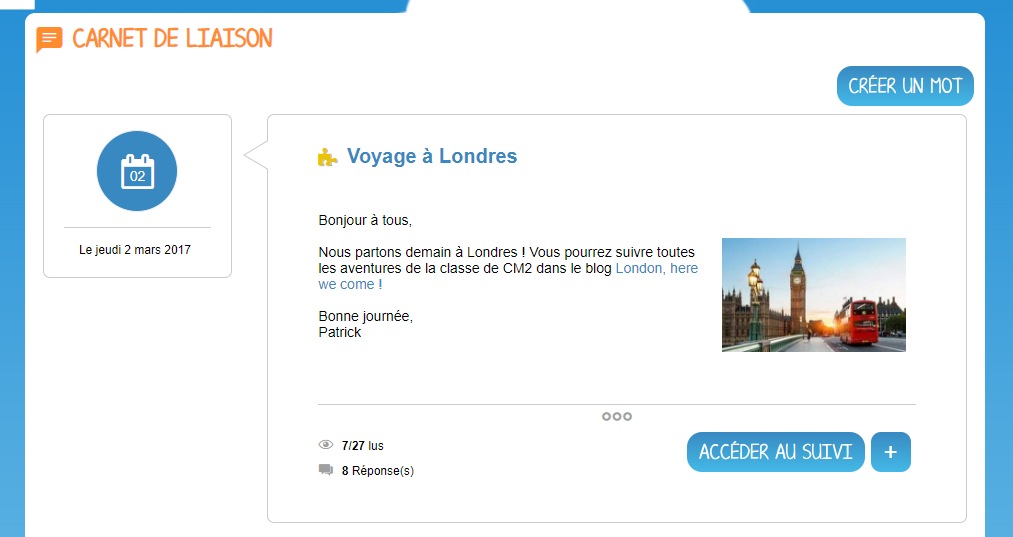 CARNET DE LIAISON
CRÉER UN MOT
02
Le jeudi 2 mars 2017
Voyage à Londres
Bonjour à tous,
Nous partons demain à Londres ! Vous pourrez suivre toutes
les aventures de la classe de CM2 dans le blog London, here
we come !
Bonne journée,
Patrick
7/27 lus
8 Réponse(s)
ACCÉDER AU SUIVI
+